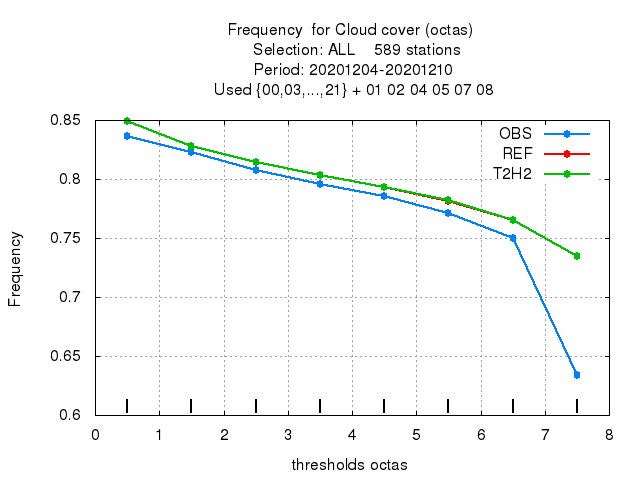 Frequency  for Cloud cover (octas)
Selection: ALL    589 stations
Period: 20201204-20201210
Used {00,03,...,21} + 01 02 04 05 07 08
0.85
0.8
0.75
0.7
0.65
0.6
Frequency
OBS
REF
T2H2
0 1 2 3 4 5 6 7 8
thresholds octas